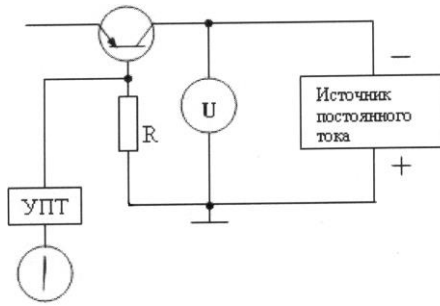 U
R
−
Источник
постоянного
тока
+
УПТ